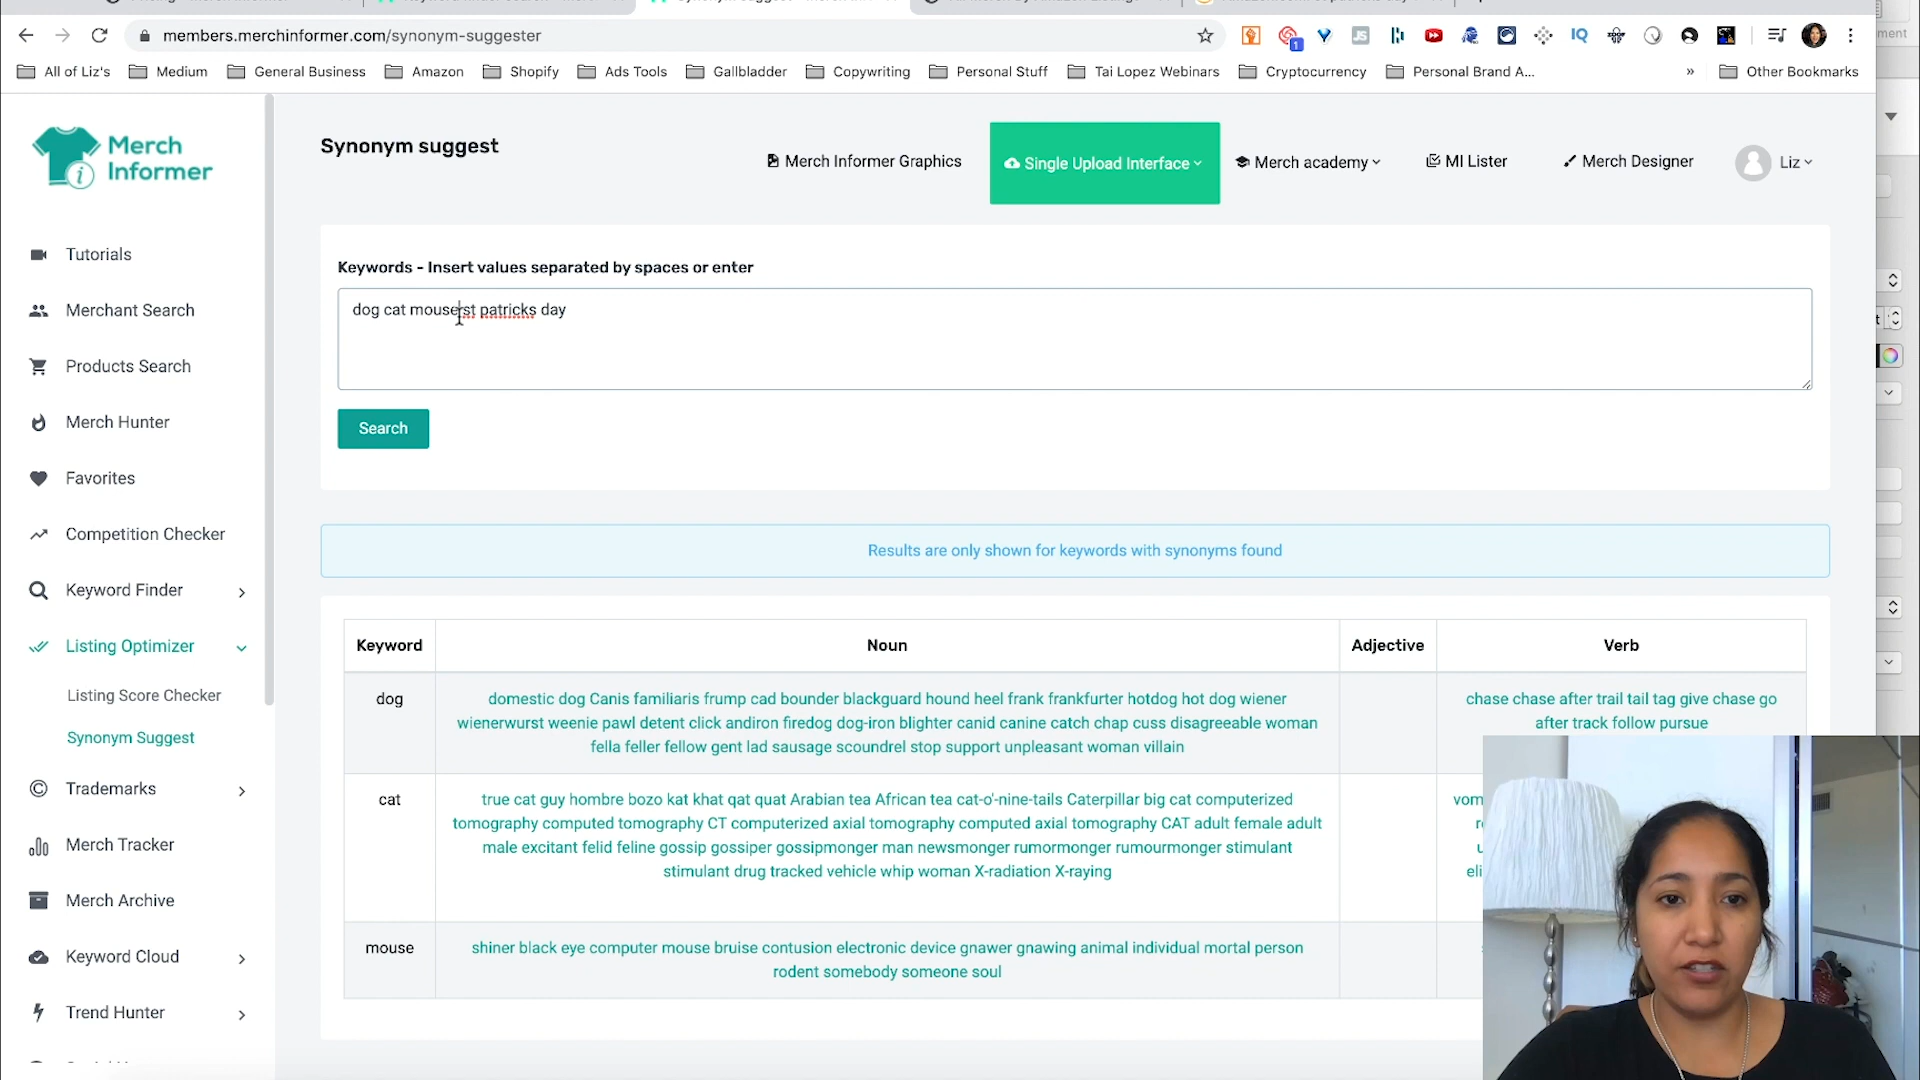 members.merchinformer.com/synonym-suggester
1
JS
IQ
ment
All of Liz's
Medium
General Business
Amazon
Shopify
Ads Tools
Gallbladder
Copywriting
Personal Stuff
Tai Lopez Webinars
Cryptocurrency
Personal Brand A...
»
Other Bookmarks
Merch
Informer
Synonym suggest
Merch Informer Graphics
Single Upload Interface
Merch academy
MI Lister
Merch Designer
Liz
Tutorials
Merchant Search
Products Search
Merch Hunter
Favorites
Competition Checker
Keyword Finder
Listing Optimizer
Listing Score Checker
Synonym Suggest
Trademarks
Merch Tracker
Merch Archive
Keyword Cloud
Trend Hunter
Keywords - Insert values separated by spaces or enter
dog cat mouse st patricks day
Search
Results are only shown for keywords with synonyms found
Keyword
Noun
Adjective
Verb
dog
domestic dog Canis familiaris frump cad bounder blackguard hound heel frank frankfurter hotdog hot dog wiener
wienerwurst weenie pawl detent click andiron firedog dog-iron blighter canid canine catch chap cuss disagreeable woman
fella feller fellow gent lad sausage scoundrel stop support unpleasant woman villain
chase chase after trail tail tag give chase go
after track follow pursue
cat
true cat guy hombre bozo kat khat qat quat Arabian tea African tea cat-o'-nine-tails Caterpillar big cat computerized
tomography computed tomography CT computerized axial tomography computed axial tomography CAT adult female adult
male excitant felid feline gossip gossiper gossipmonger man newsmonger rumormonger rumourmonger stimulant
stimulant drug tracked vehicle whip woman X-radiation X-raying
vom
eli
mouse
shiner black eye computer mouse bruise contusion electronic device gnawer gnawing animal individual mortal person
rodent somebody someone soul